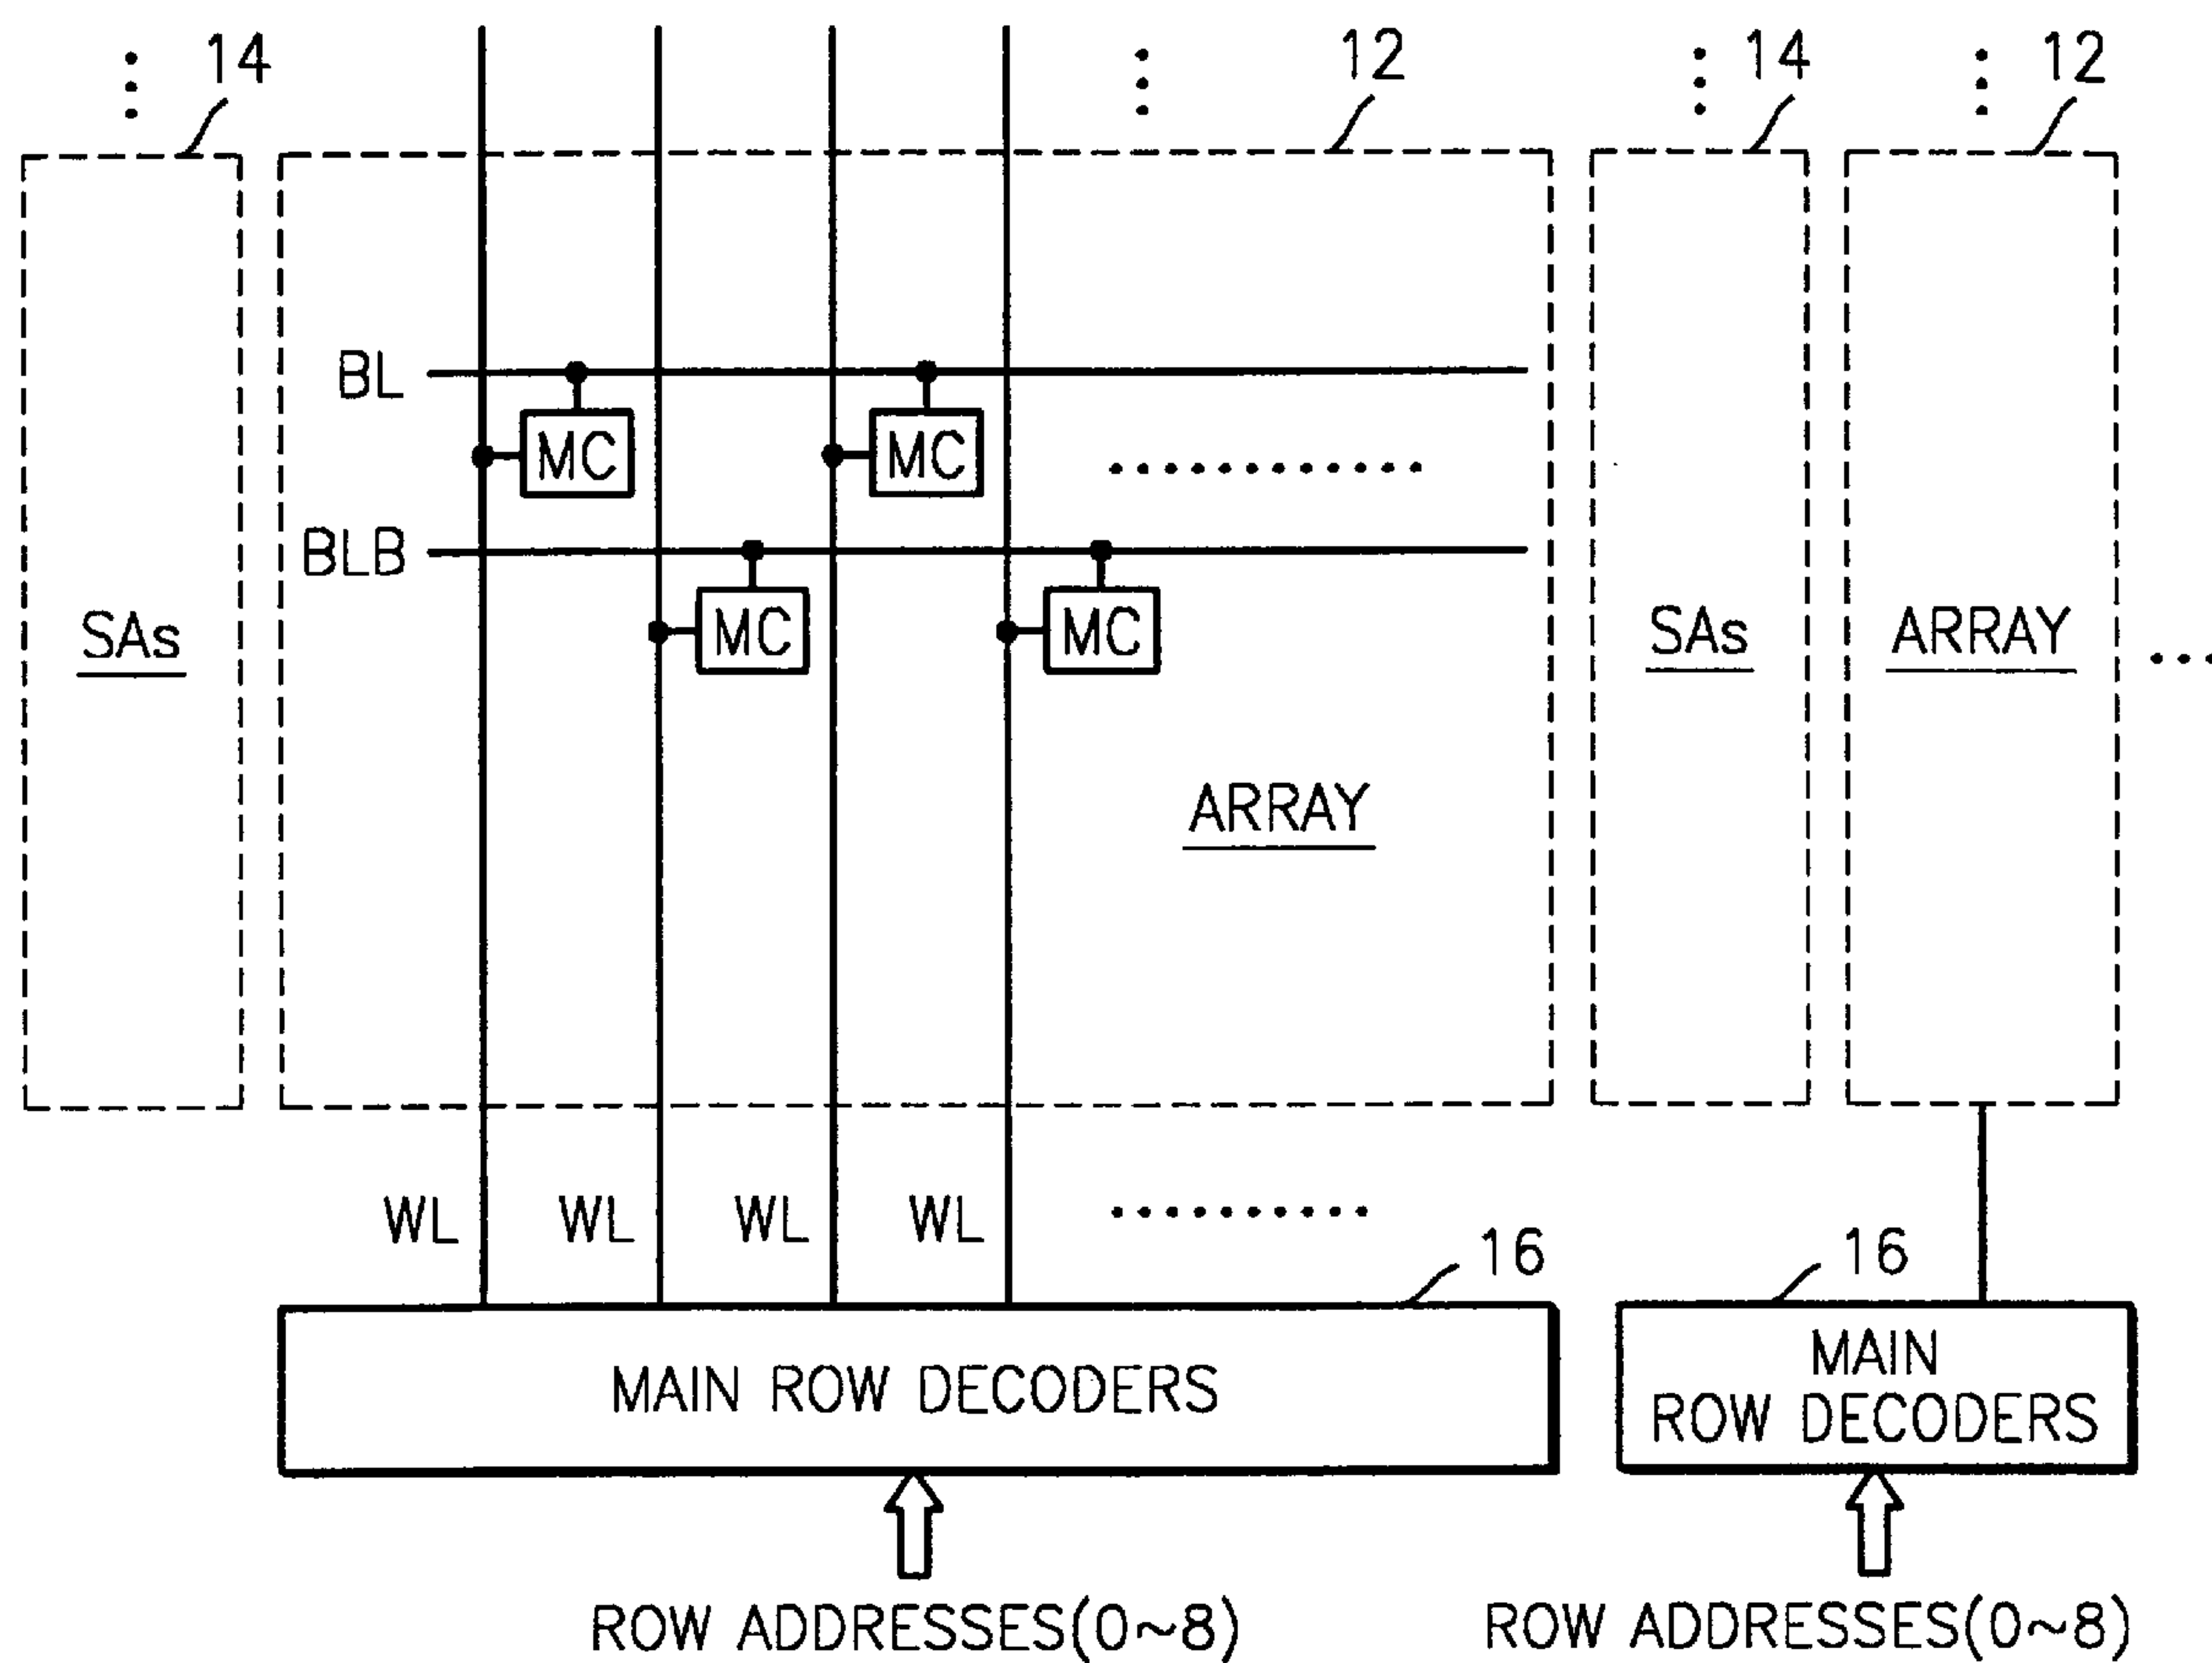 14
12
14
12
BL
MC
MC
BLB
MC
MC
SAs
SAs
ARRAY
ARRAY
WL
WL
WL
WL
16
16
MAIN ROW DECODERS
MAIN
ROW DECODERS
ROW ADDRESSES(0~8)
ROW ADDRESSES(0~8)